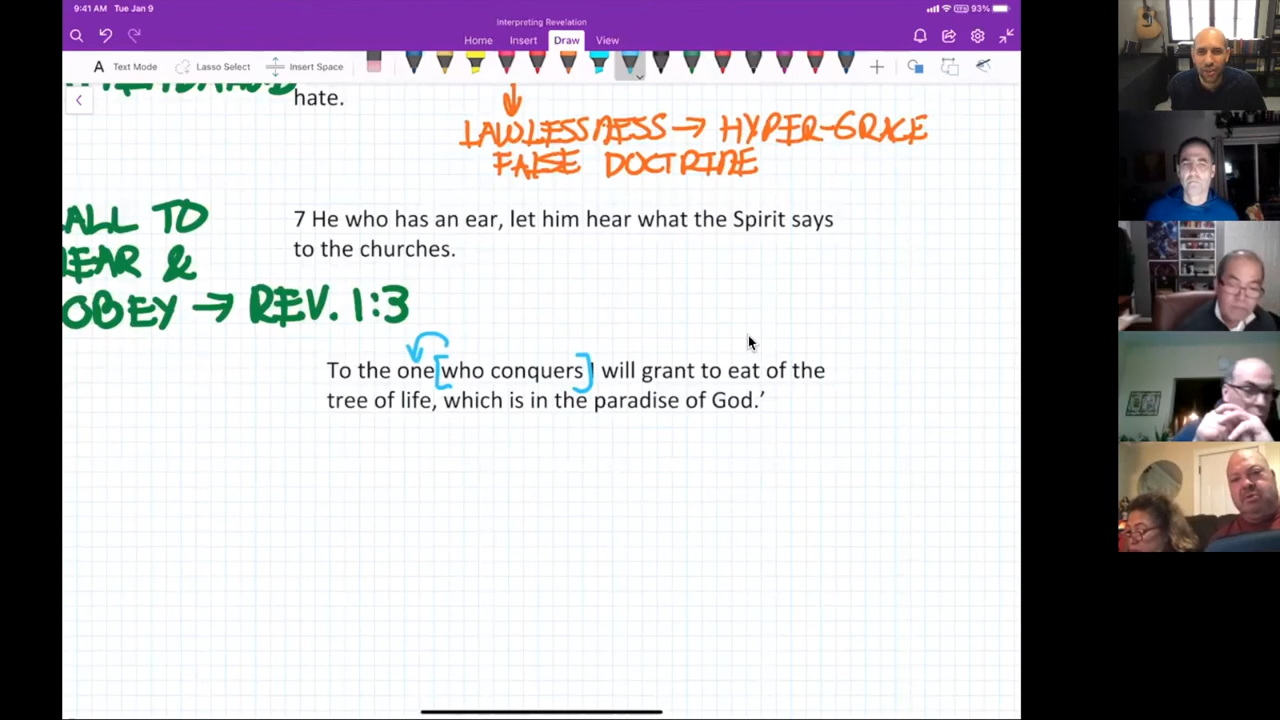 9:41 AM Tue Jan 9
93%
Interpreting Revelation
Home Insert Draw View
Text Mode Lasso Select Insert Space
hate.
LAWLESSNESS → HYPER-GRACE
FALSE DOCTRINE
7 He who has an ear, let him hear what the Spirit says
to the churches.
ALL TO
EAR &
OBEY → REV. 1:3
To the one [who conquers] will grant to eat of the
tree of life, which is in the paradise of God.’